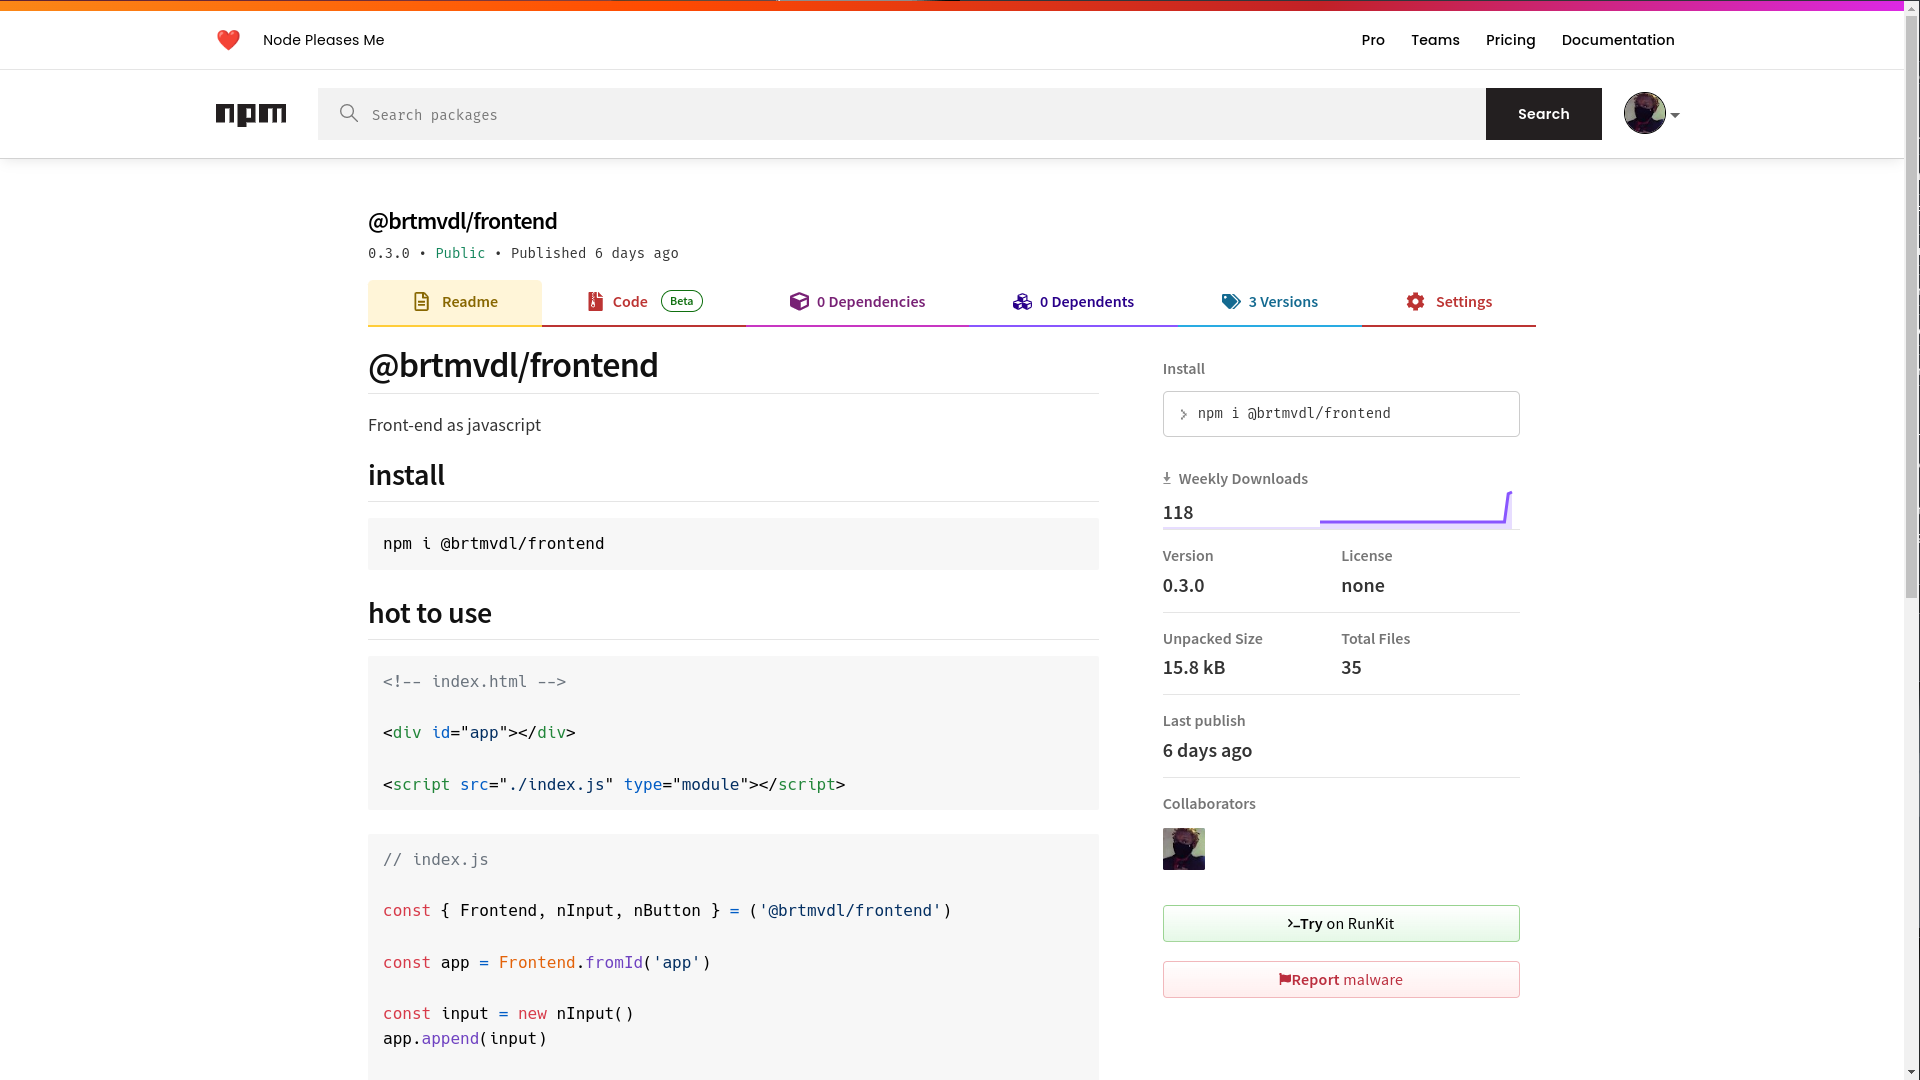 Node Pleases Me
Pro
Teams
Pricing
Documentation
npm
Search packages
Search
@brtmvdl/frontend
0.3.0 • Public • Published 6 days ago
Readme
Code Beta
0 Dependencies
0 Dependents
3 Versions
Settings
@brtmvdl/frontend
Front-end as javascript
install
npm i @brtmvdl/frontend
hot to use
<!-- index.html -->
<div id="app"></div>
<script src="./index.js" type="module"></script>
// index.js
const { Frontend, nInput, nButton } = ('@brtmvdl/frontend')
const app = Frontend.fromId('app')
const input = new nInput()
app.append(input)
Install
npm i @brtmvdl/frontend
Weekly Downloads
118
Version
License
0.3.0
none
Unpacked Size
Total Files
15.8 kB
35
Last publish
6 days ago
Collaborators
Try on RunKit
Report malware